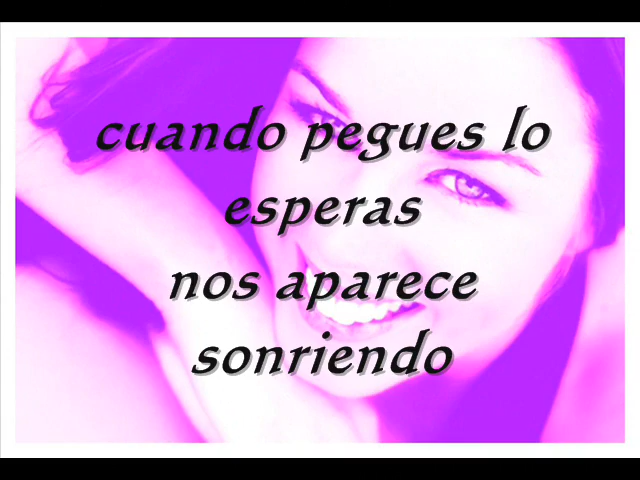 cuando pegues lo
esperas
nos aparece
sonriendo